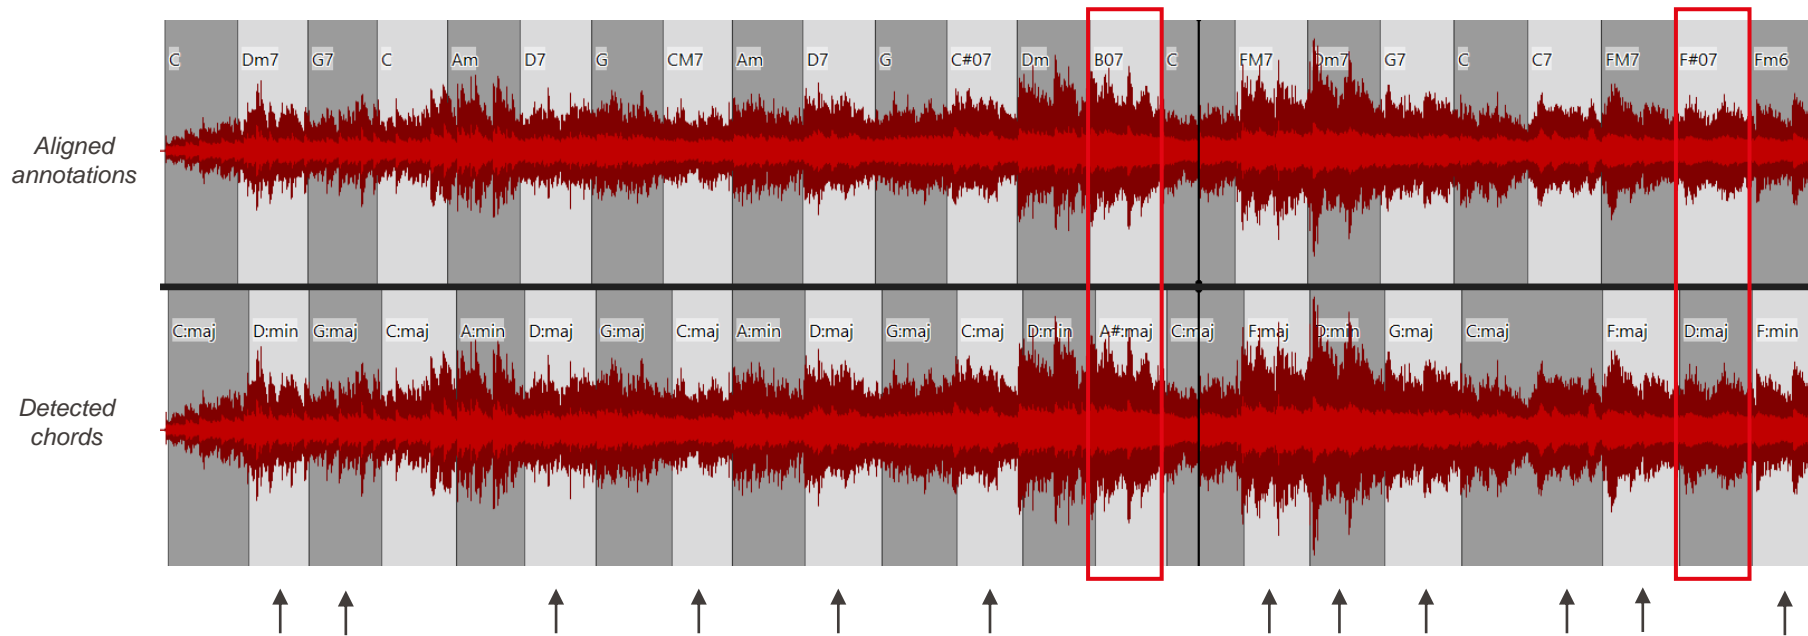 C Dm7 G7 C Am D7 G CM7 Am D7 G C#07 Dm B07 C FM7 Dm7 G7 C C7 FM7 F#07 Fm6
Aligned
annotations
C:maj D:min G:maj C:maj A:min D:maj G:maj C:maj A:min D:maj G:maj C:maj D:min A#:maj C:maj F:maj D:min G:maj C:maj F:maj D:maj F:min
Detected
chords